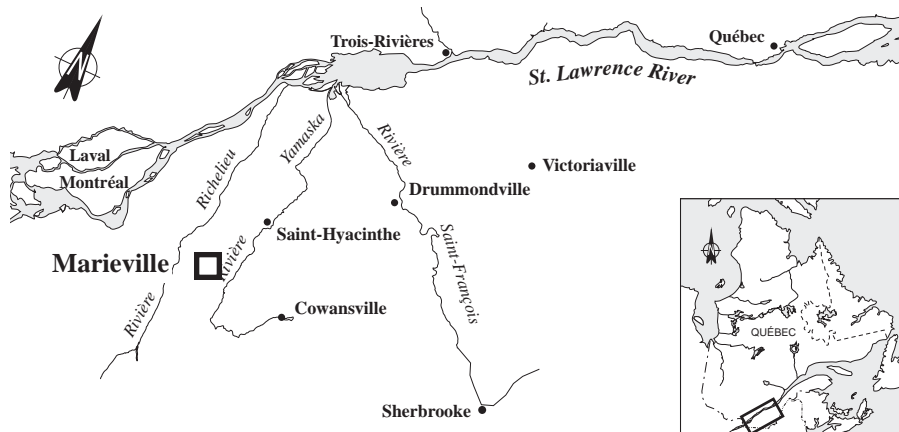 N
Trois-Rivières
Québec
St. Lawrence River
Laval
Montréal
Richelieu
Rivière
Yamaska
Rivière
Rivière
Saint-François
Victoriaville
Drummondville
Saint-Hyacinthe
Marieville
Cowansville
Sherbrooke
N
QUÉBEC